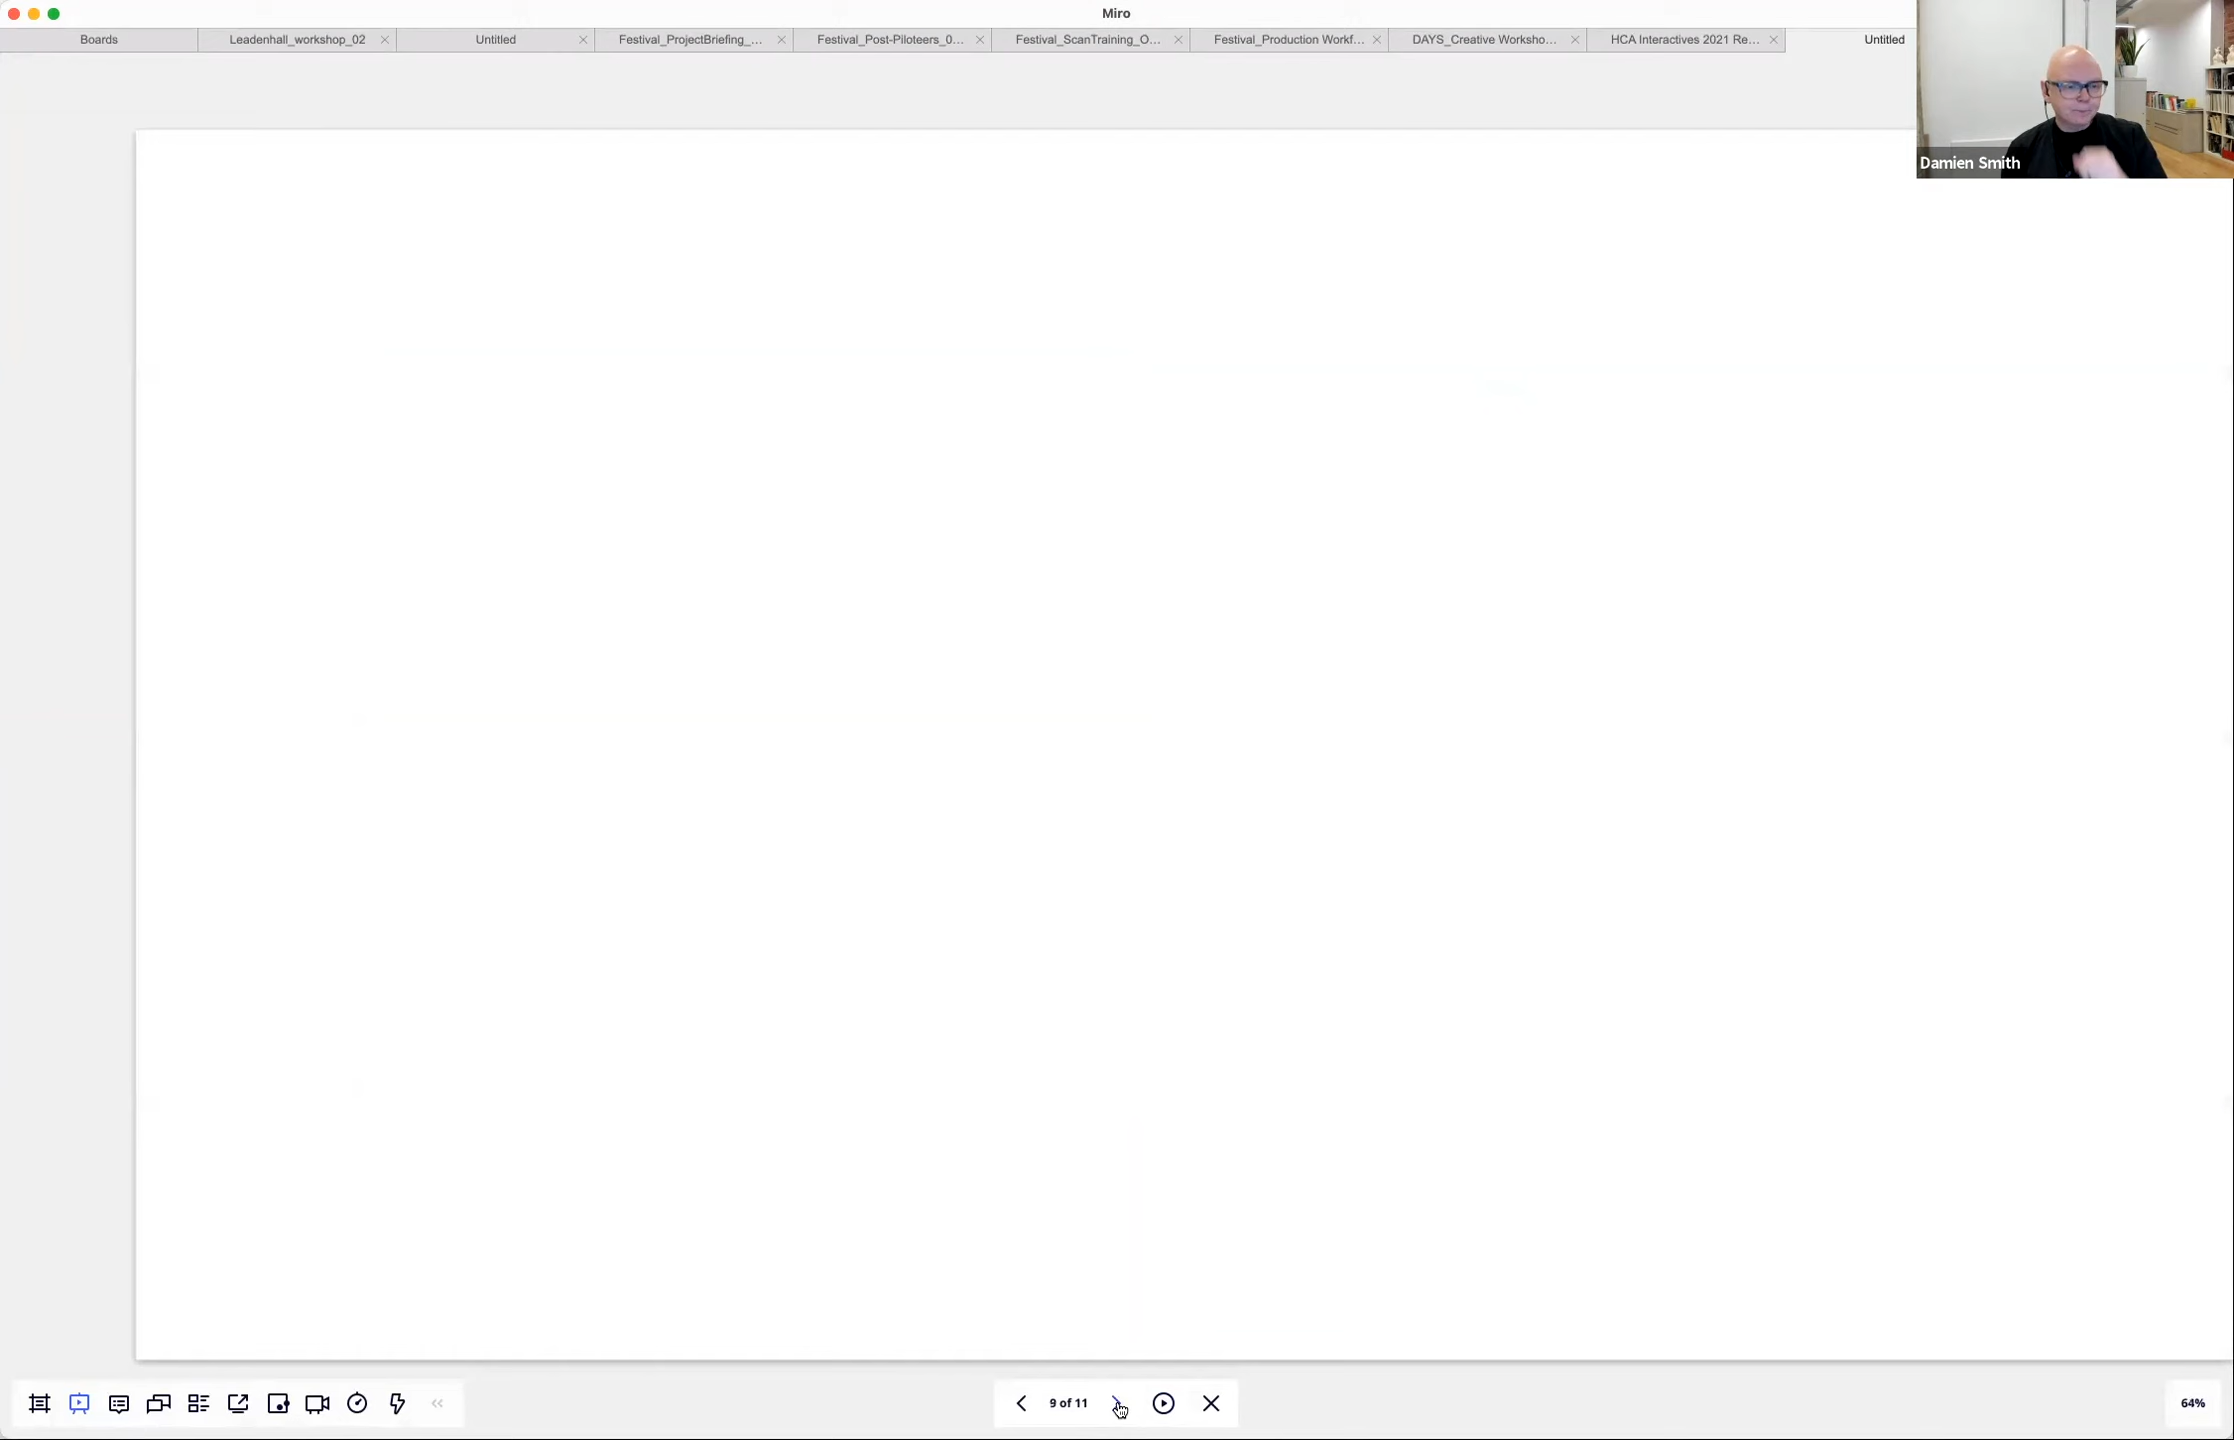 Miro
Boards
Leadenhall_workshop_02
Untitled
Festival_ProjectBriefing_...
Festival_Post-Piloteers_0...
Festival_ScanTraining_O...
Festival_Production Workf...
DAYS_Creative Worksho...
HCA Interactives 2021 Re...
Untitled
Damien Smith
9 of 11
64%